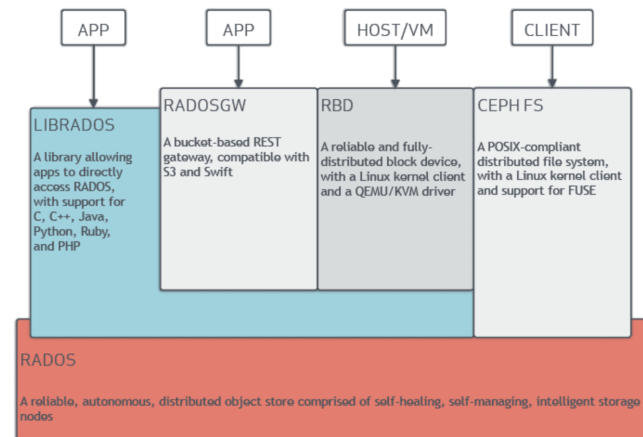 APP
APP
HOST/VM
CLIENT
LIBRADOS
A library allowing
apps to directly
access RADOS,
with support for
C, C++, Java,
Python, Ruby,
and PHP
RADOSGW
A bucket-based REST
gateway, compatible with
S3 and Swift
RBD
A reliable and fully-
distributed block device,
with a Linux kernel client
and a QEMU/KVM driver
CEPH FS
A POSIX-compliant
distributed file system,
with a Linux kernel client
and support for FUSE
RADOS
A reliable, autonomous, distributed object store comprised of self-healing, self-managing, intelligent storage
nodes